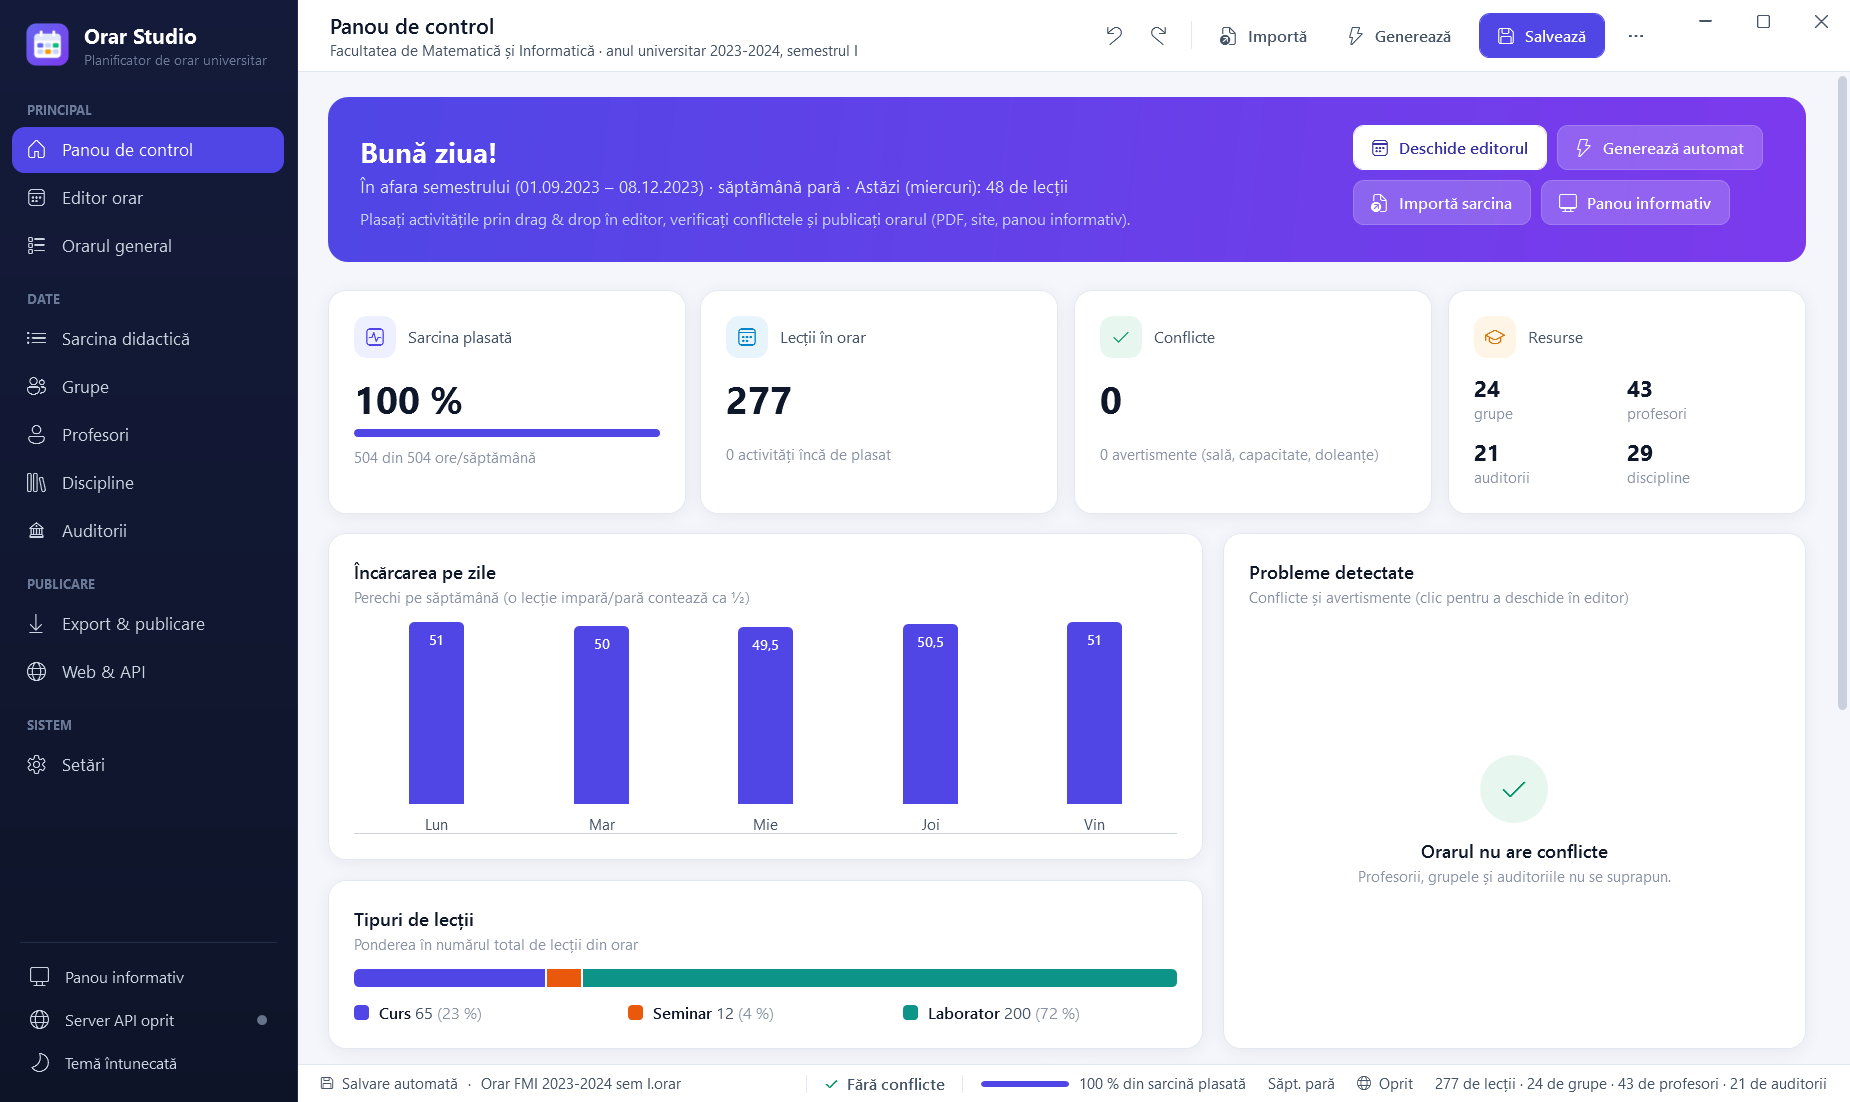 Orar Studio
Planificator de orar universitar
PRINCIPAL
Panou de control
Editor orar
Orarul general
DATE
Sarcina didactică
Grupe
Profesori
Discipline
Auditorii
PUBLICARE
Export & publicare
Web & API
SISTEM
Setări
Panou informativ
Server API oprit
Temă întunecată
Panou de control
Facultatea de Matematică și Informatică · anul universitar 2023-2024, semestrul I
Importă
Generează
Salvează
Bună ziua!
În afara semestrului (01.09.2023 – 08.12.2023) · săptămână pară · Astăzi (miercuri): 48 de lecții
Plasați activitățile prin drag & drop în editor, verificați conflictele și publicați orarul (PDF, site, panou informativ).
Deschide editorul
Generează automat
Importă sarcina
Panou informativ
Sarcina plasată
100 %
504 din 504 ore/săptămână
Lecții în orar
277
0 activități încă de plasat
Conflicte
0
0 avertismente (sală, capacitate, doleanțe)
Resurse
24
grupe
43
profesori
21
auditorii
29
discipline
Încărcarea pe zile
Perechi pe săptămână (o lecție impară/pară contează ca ½)
51
50
49,5
50,5
51
Lun
Mar
Mie
Joi
Vin
Probleme detectate
Conflicte și avertismente (clic pentru a deschide în editor)
Orarul nu are conflicte
Profesorii, grupele și auditoriile nu se suprapun.
Tipuri de lecții
Ponderea în numărul total de lecții din orar
Curs 65 (23 %)
Seminar 12 (4 %)
Laborator 200 (72 %)
Salvare automată · Orar FMI 2023-2024 sem I.orar
Fără conflicte
100 % din sarcină plasată
Săpt. pară
Oprit
277 de lecții · 24 de grupe · 43 de profesori · 21 de auditorii